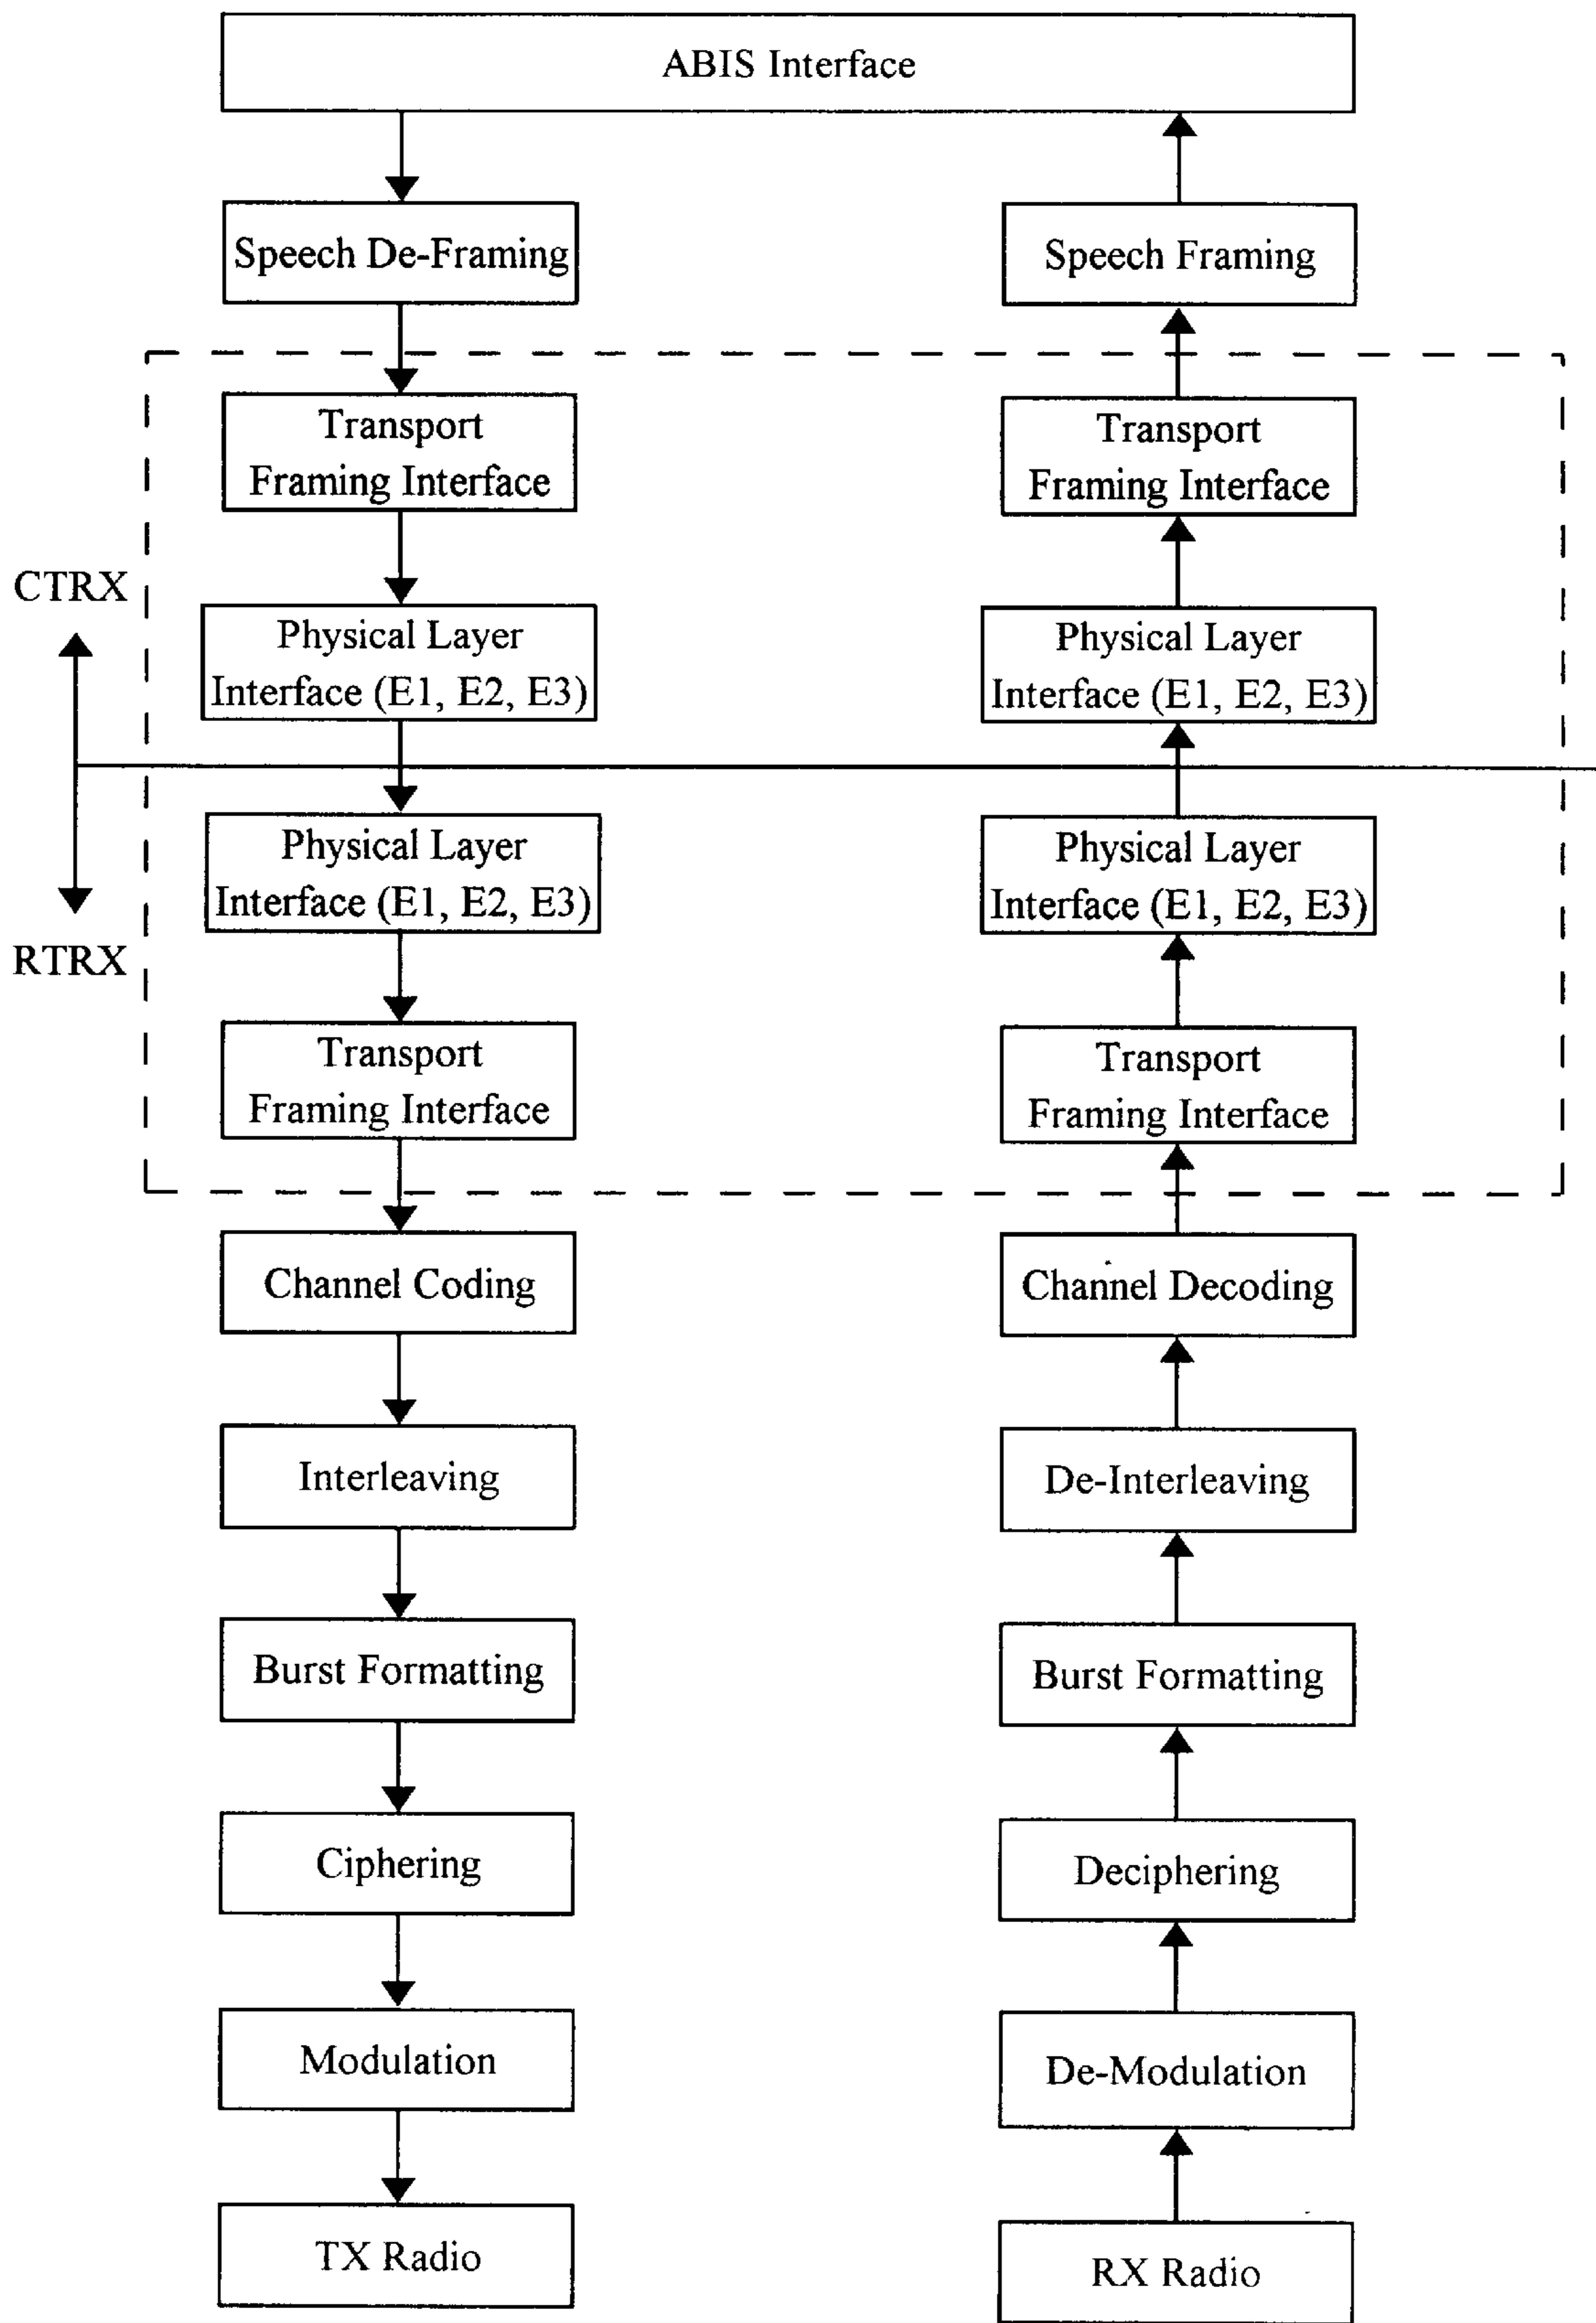 ABIS Interface
Speech De-Framing
Speech Framing
Transport
Framing Interface
Transport
Framing Interface
CTRX
Physical Layer
Interface (E1, E2, E3)
Physical Layer
Interface (E1, E2, E3)
Physical Layer
Interface (E1, E2, E3)
Physical Layer
Interface (E1, E2, E3)
RTRX
Transport
Framing Interface
Transport
Framing Interface
Channel Coding
Channel Decoding
Interleaving
De-Interleaving
Burst Formatting
Burst Formatting
Ciphering
Deciphering
Modulation
De-Modulation
TX Radio
RX Radio